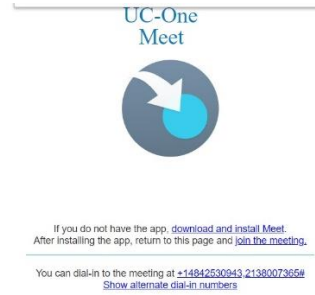 UC-One
Meet
If you do not have the app, download and install Meet.
After installing the app, return to this page and join the meeting.
You can dial-in to the meeting at +14842530943,2138007365#
Show alternate dial-in numbers